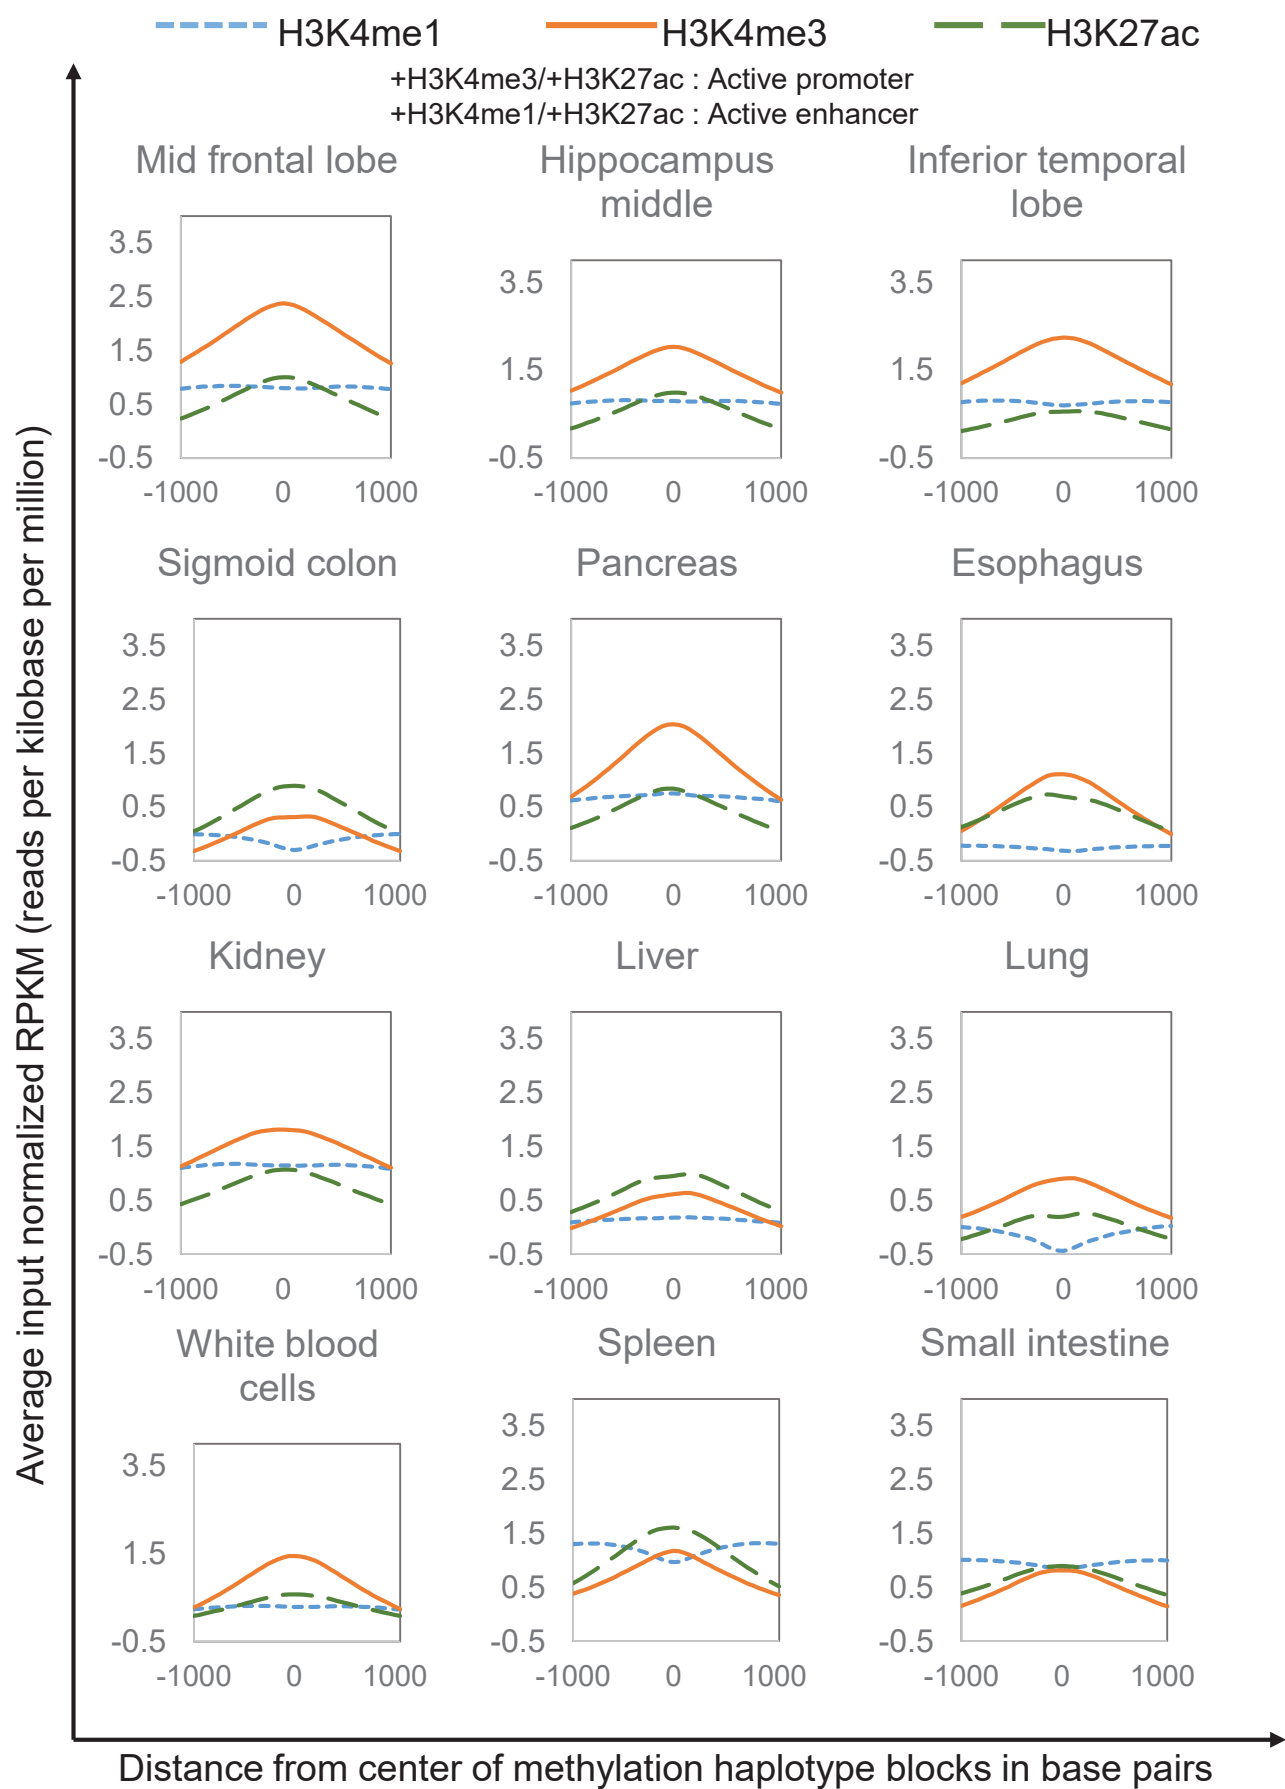 H3K4me1 H3K4me3 H3K27ac
+H3K4me3/+H3K27ac : Active promoter
+H3K4me1/+H3K27ac : Active enhancer
Average input normalized RPKM (reads per kilobase per million)
Mid frontal lobe
3.5
2.5
1.5
0.5
-0.5
-1000 0 1000
Hippocampus
middle
3.5
1.5
-0.5
-1000 0 1000
Inferior temporal
lobe
3.5
1.5
-0.5
-1000 0 1000
Sigmoid colon
3.5
2.5
1.5
0.5
-0.5
-1000 0 1000
Pancreas
3.5
2.5
1.5
0.5
-0.5
-1000 0 1000
Esophagus
3.5
2.5
1.5
0.5
-0.5
-1000 0 1000
Kidney
3.5
2.5
1.5
0.5
-0.5
-1000 0 1000
Liver
3.5
2.5
1.5
0.5
-0.5
-1000 0 1000
Lung
3.5
2.5
1.5
0.5
-0.5
-1000 0 1000
White blood
cells
3.5
1.5
-0.5
-1000 0 1000
Spleen
3.5
2.5
1.5
0.5
-0.5
-1000 0 1000
Small intestine
3.5
2.5
1.5
0.5
-0.5
-1000 0 1000
Distance from center of methylation haplotype blocks in base pairs